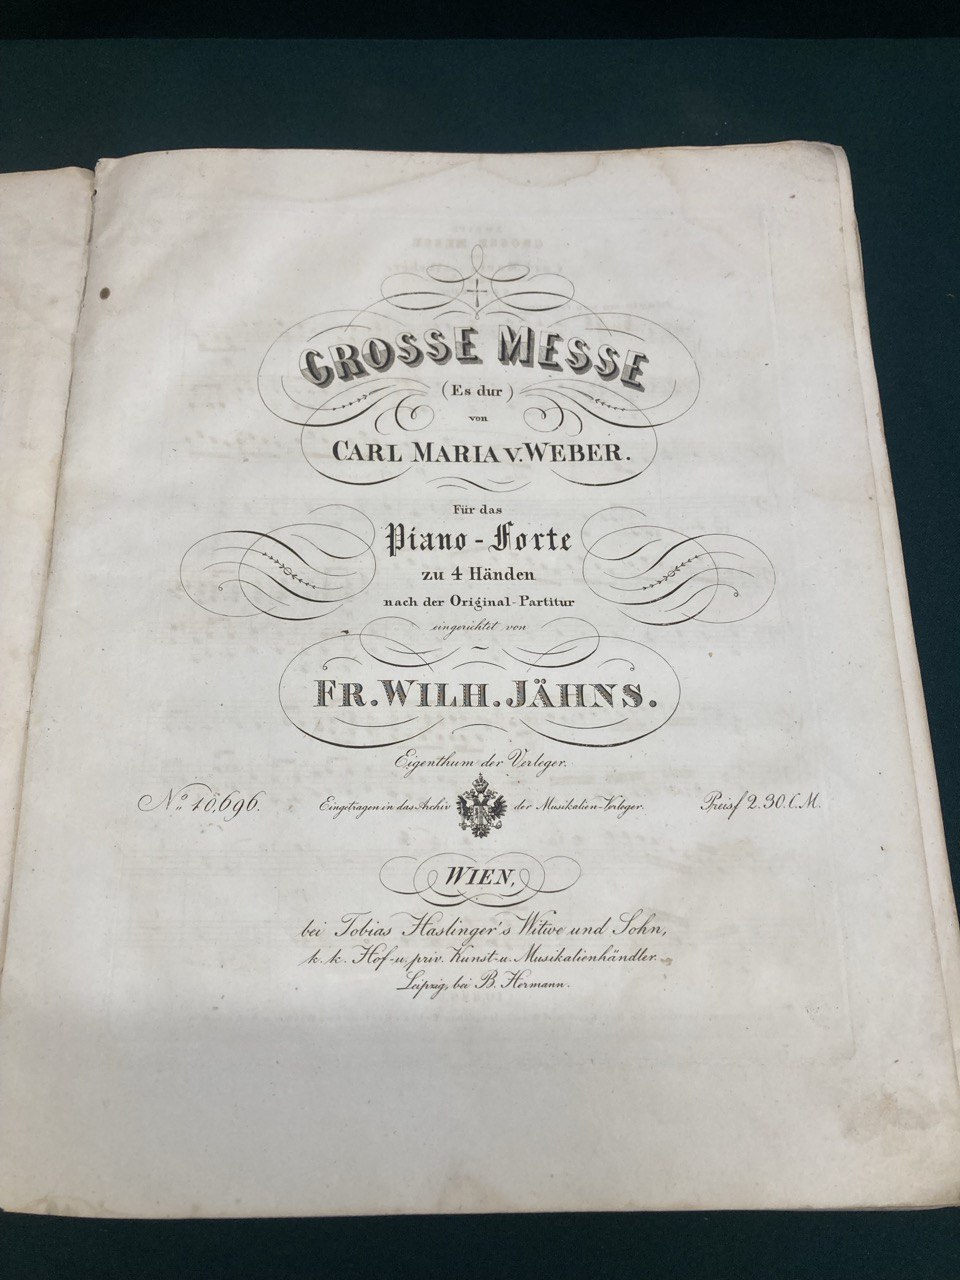 GROSSE MESSE
(Es dur)
von
CARL MARIA v. WEBER.
Für das
Piano-Forte
zu 4 Händen
nach der Original-Partitur
eingerichtet von
FR. WILH. JÄHNS.
Eigenthum der Verleger.
No. 10,696. Eingetragen in das Archiv der Musikalien-Verleger. Preis f 2.30. C.M.
WIEN,
bei Tobias Haslinger's Witwe und Sohn,
k. k. Hof- u. priv. Kunst- u. Musikalienhändler.
Leipzig, bei B. Hermann.